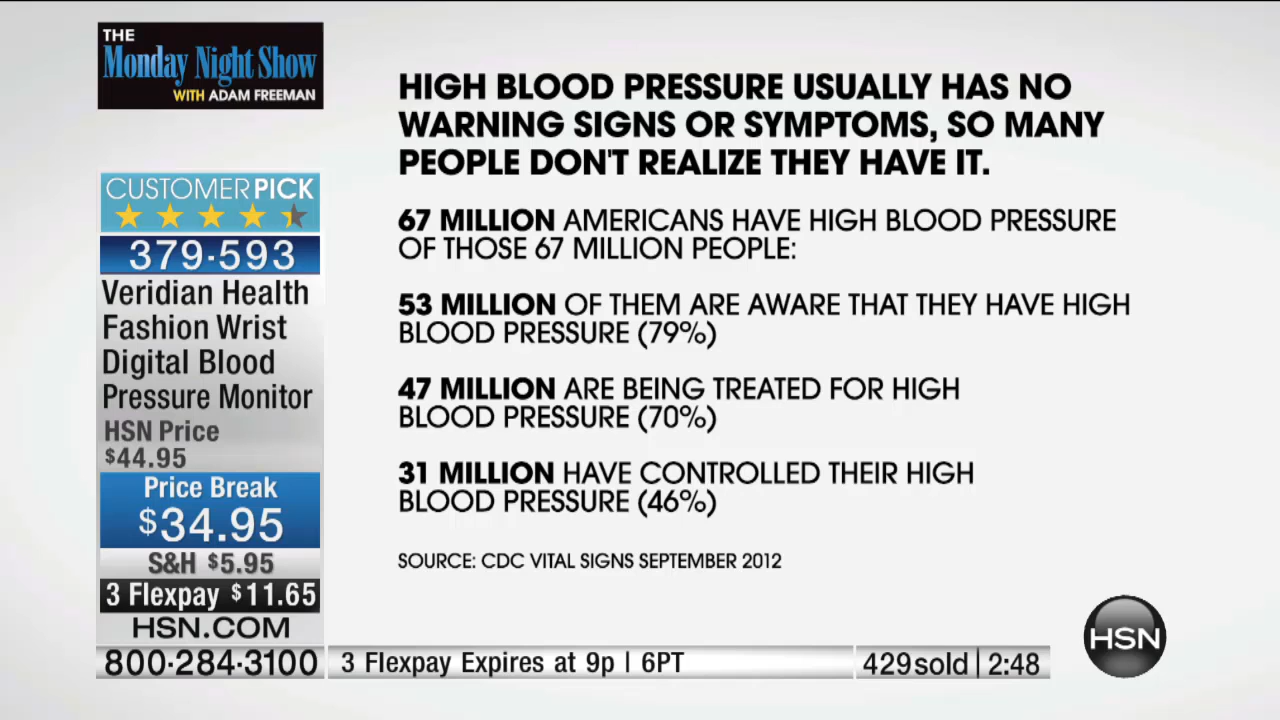 THE
Monday Night Show
WITH ADAM FREEMAN
CUSTOMER PICK
379-593
Veridian Health
Fashion Wrist
Digital Blood
Pressure Monitor
HSN Price
$44.95
Price Break
$34.95
S&H $5.95
3 Flexpay $11.65
HSN.COM
800-284-3100
HIGH BLOOD PRESSURE USUALLY HAS NO
WARNING SIGNS OR SYMPTOMS, SO MANY
PEOPLE DON'T REALIZE THEY HAVE IT.
67 MILLION AMERICANS HAVE HIGH BLOOD PRESSURE
OF THOSE 67 MILLION PEOPLE:
53 MILLION OF THEM ARE AWARE THAT THEY HAVE HIGH
BLOOD PRESSURE (79%)
47 MILLION ARE BEING TREATED FOR HIGH
BLOOD PRESSURE (70%)
31 MILLION HAVE CONTROLLED THEIR HIGH
BLOOD PRESSURE (46%)
SOURCE: CDC VITAL SIGNS SEPTEMBER 2012
HSN
3 Flexpay Expires at 9p | 6PT
429 sold | 2:48